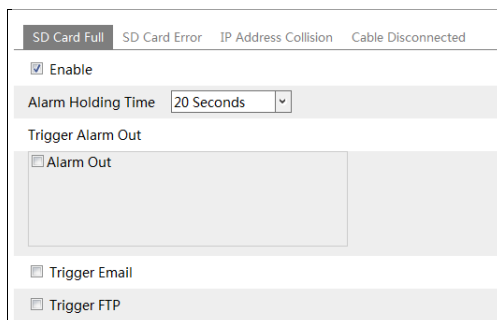 SD Card Full SD Card Error IP Address Collision Cable Disconnected
Enable
Alarm Holding Time 20 Seconds
Trigger Alarm Out
Alarm Out
Trigger Email
Trigger FTP